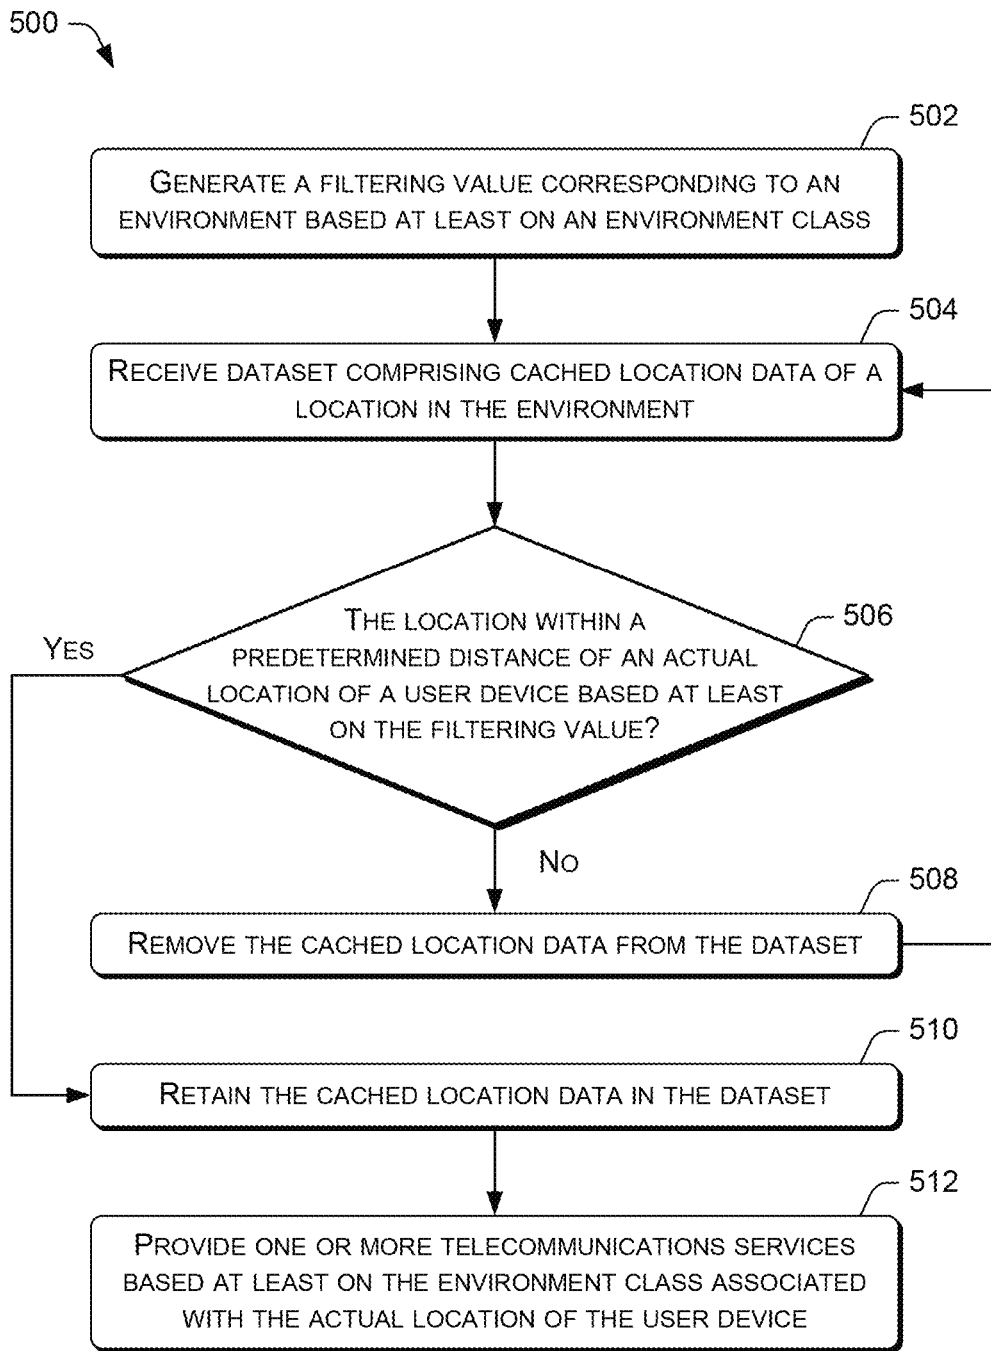 500
502
GENERATE A FILTERING VALUE CORRESPONDING TO AN
ENVIRONMENT BASED AT LEAST ON AN ENVIRONMENT CLASS
504
RECEIVE DATASET COMPRISING CACHED LOCATION DATA OF A
LOCATION IN THE ENVIRONMENT
506
YES
THE LOCATION WITHIN A
PREDETERMINED DISTANCE OF AN ACTUAL
LOCATION OF A USER DEVICE BASED AT LEAST
ON THE FILTERING VALUE?
NO
508
REMOVE THE CACHED LOCATION DATA FROM THE DATASET
510
RETAIN THE CACHED LOCATION DATA IN THE DATASET
512
PROVIDE ONE OR MORE TELECOMMUNICATIONS SERVICES
BASED AT LEAST ON THE ENVIRONMENT CLASS ASSOCIATED
WITH THE ACTUAL LOCATION OF THE USER DEVICE